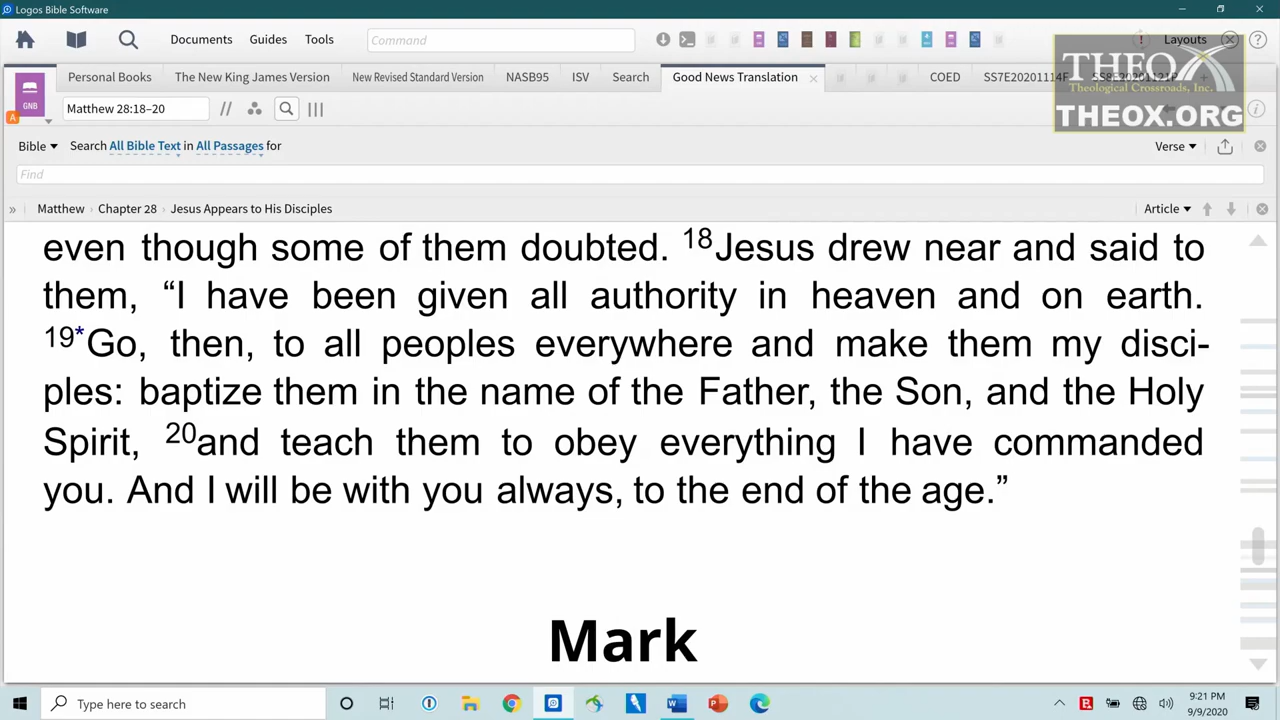 Logos Bible Software
Documents Guides Tools Command Layouts
Personal Books The New King James Version New Revised Standard Version NASB95 ISV Search Good News Translation COED SS7E20201114F
GNB
A
Matthew 28:18–20
THEOX
Theological Crossroads, Inc.
THEOX.ORG
Bible Search All Bible Text in All Passages for Verse
Find
» Matthew › Chapter 28 › Jesus Appears to His Disciples Article
even though some of them doubted. 18Jesus drew near and said to
them, “I have been given all authority in heaven and on earth.
19*Go, then, to all peoples everywhere and make them my disci-
ples: baptize them in the name of the Father, the Son, and the Holy
Spirit, 20and teach them to obey everything I have commanded
you. And I will be with you always, to the end of the age.”
Mark
Type here to search
9:21 PM
9/9/2020